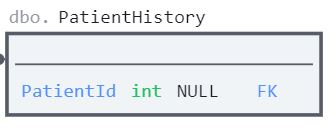 dbo. PatientHistory
PatientId int NULL FK